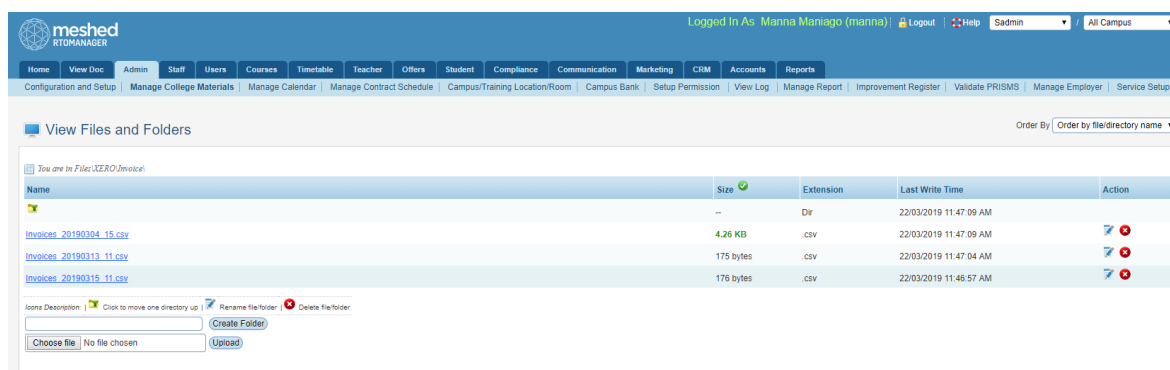 Logged In As Manna Maniago (manna) | Logout | Help Sadmin / All Campus
meshed
RTOMANAGER
Home View Doc Admin Staff Users Courses Timetable Teacher Offers Student Compliance Communication Marketing CRM Accounts Reports
Configuration and Setup | Manage College Materials | Manage Calendar | Manage Contract Schedule | Campus/Training Location/Room | Campus Bank | Setup Permission | View Log | Manage Report | Improvement Register | Validate PRISMS | Manage Employer | Service Setup
View Files and Folders
Order By Order by file/directory name
You are in Files\XERO\Invoice\
Name Size Extension Last Write Time Action
-- Dir 22/03/2019 11:47:09 AM
Invoices_20190304_15.csv 4.26 KB .csv 22/03/2019 11:47:09 AM
Invoices_20190313_11.csv 175 bytes .csv 22/03/2019 11:47:04 AM
Invoices_20190315_11.csv 176 bytes .csv 22/03/2019 11:46:57 AM
Icons Description: | Click to move one directory up | Rename file/folder | Delete file/folder
Create Folder
Choose file No file chosen Upload